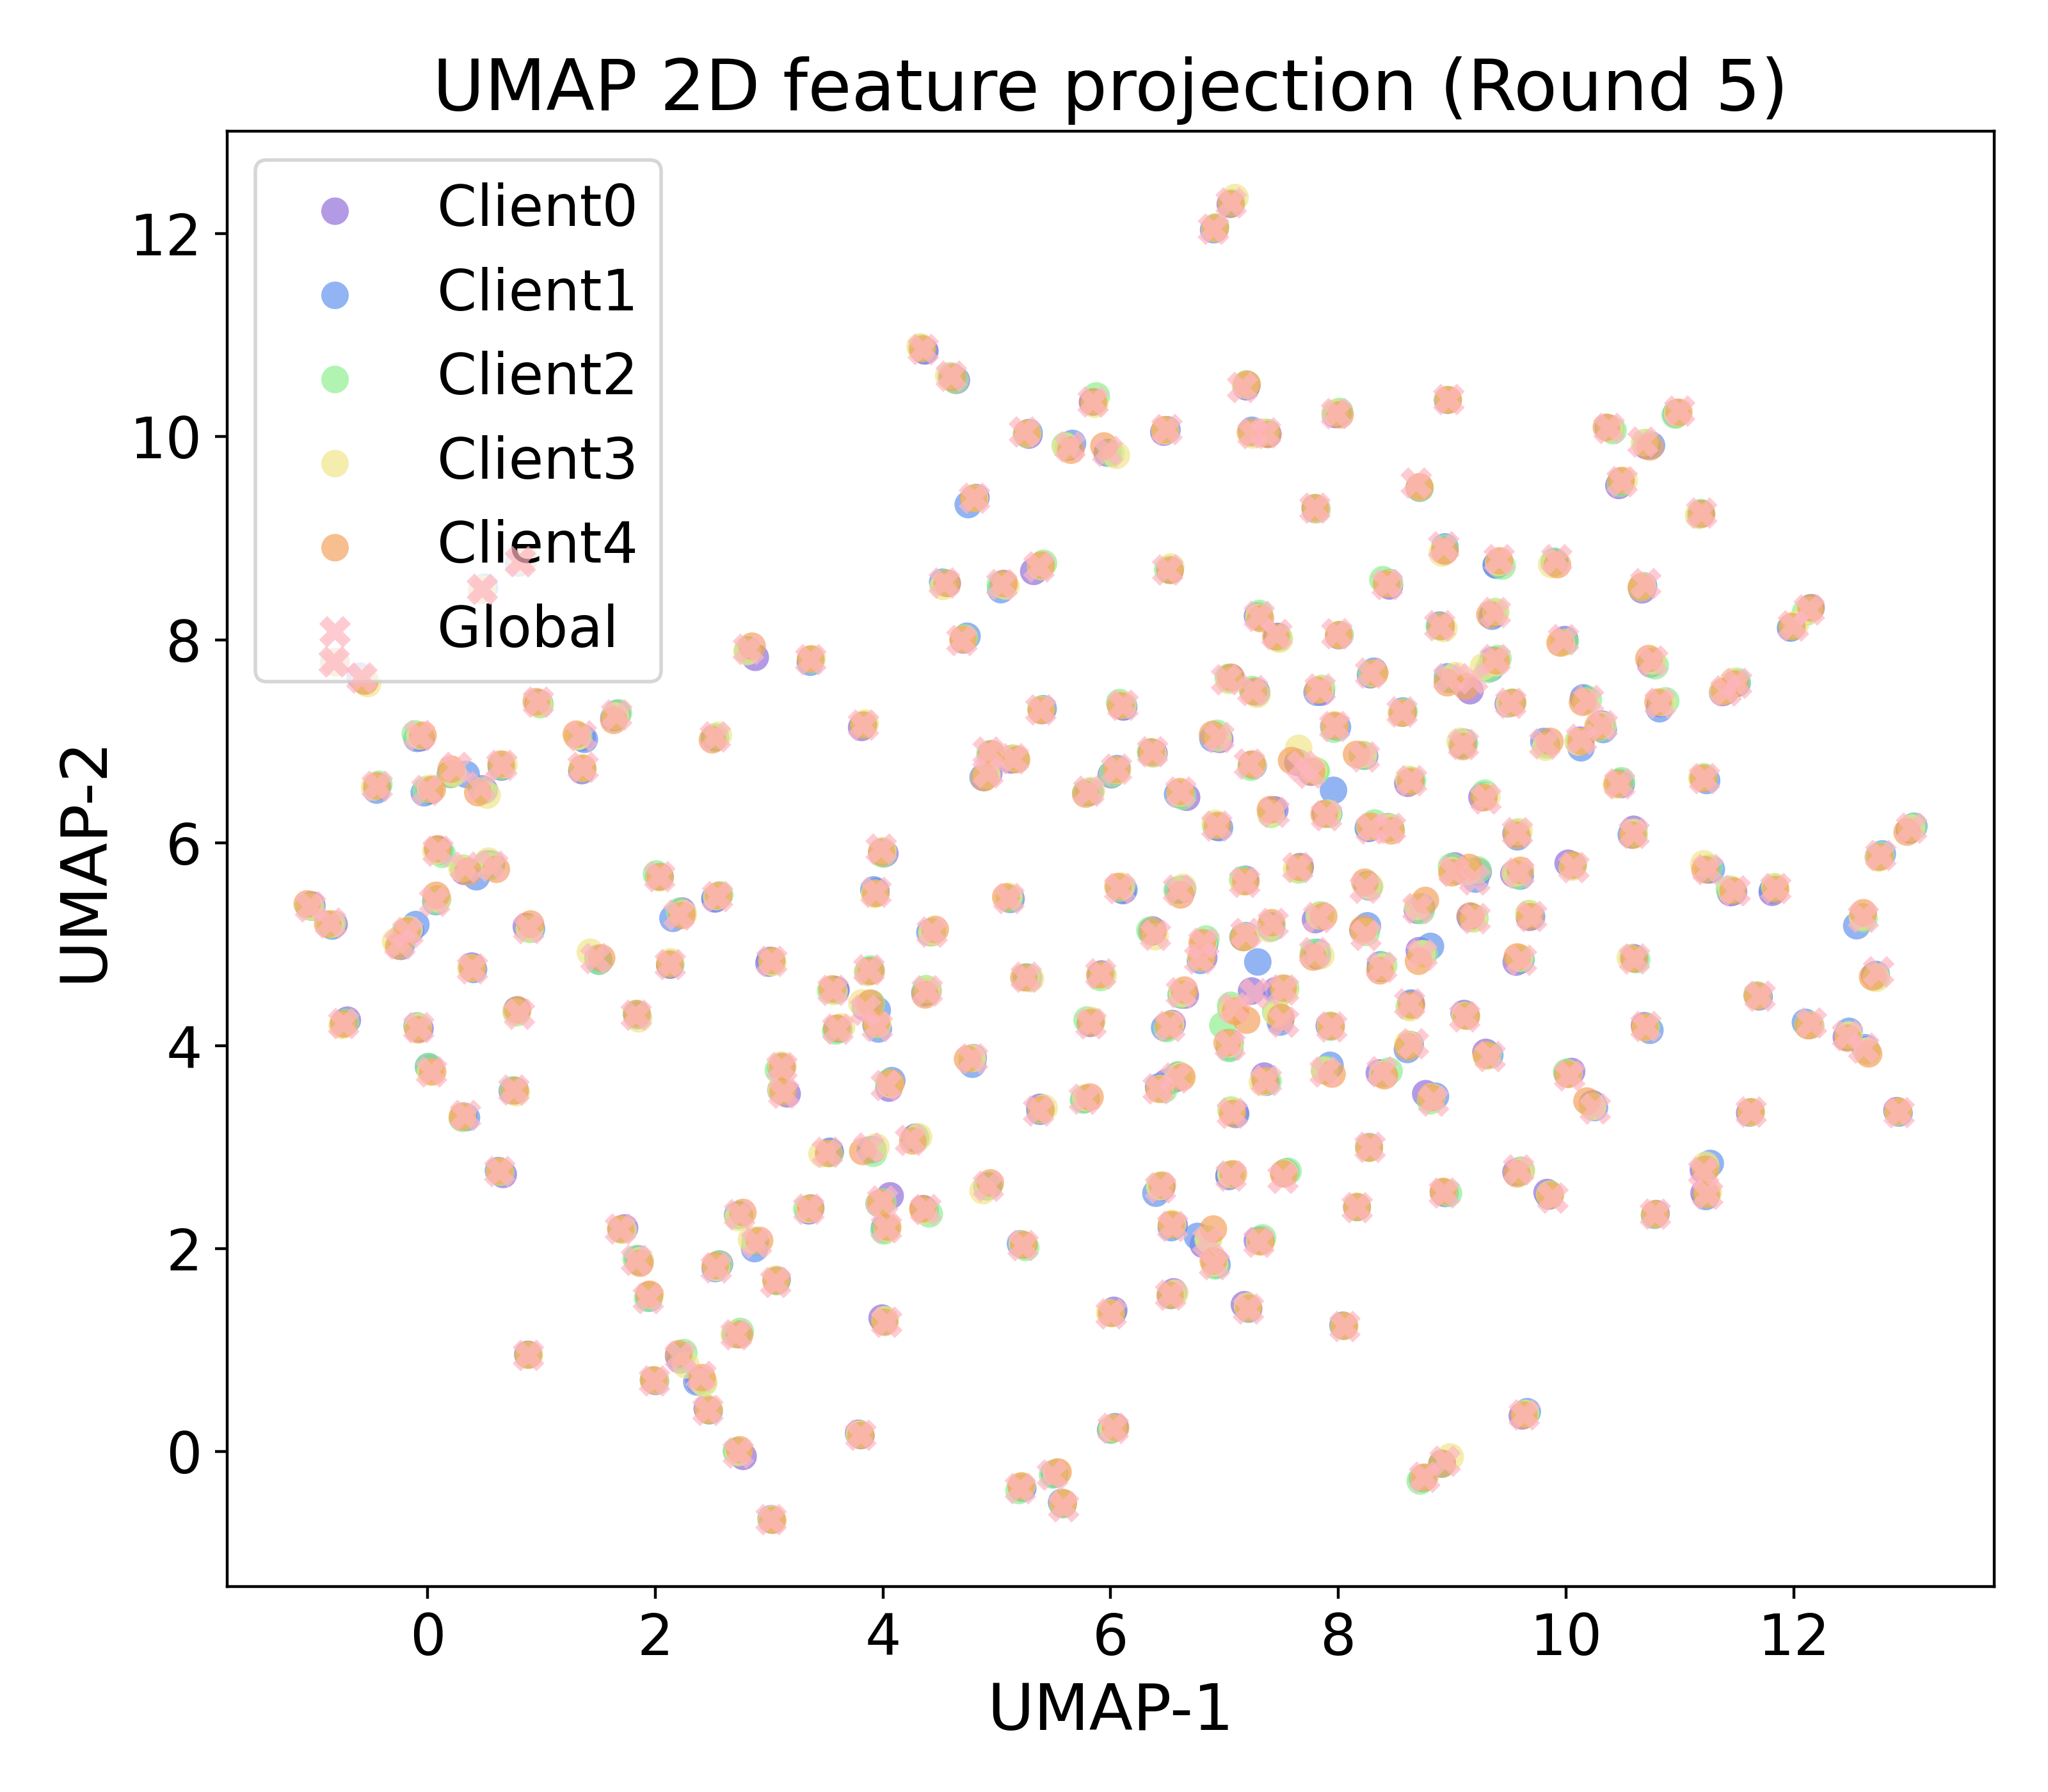 UMAP 2D feature projection (Round 5)
Client0
Client1
Client2
Client3
Client4
Global
12
10
8
6
4
2
0
UMAP-2
0 2 4 6 8 10 12
UMAP-1